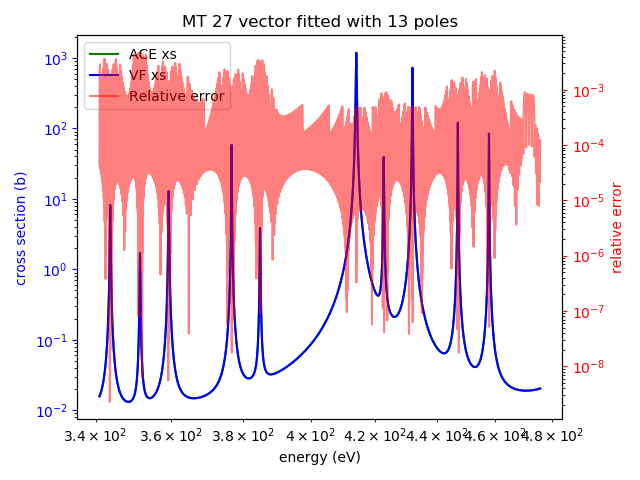 MT 27 vector fitted with 13 poles
ACE xs
VF xs
Relative error
cross section (b)
10³
10²
10¹
10⁰
10⁻¹
10⁻²
relative error
10⁻³
10⁻⁴
10⁻⁵
10⁻⁶
10⁻⁷
10⁻⁸
3.4 × 10² 3.6 × 10² 3.8 × 10² 4 × 10² 4.2 × 10² 4.4 × 10² 4.6 × 10² 4.8 × 10²
energy (eV)